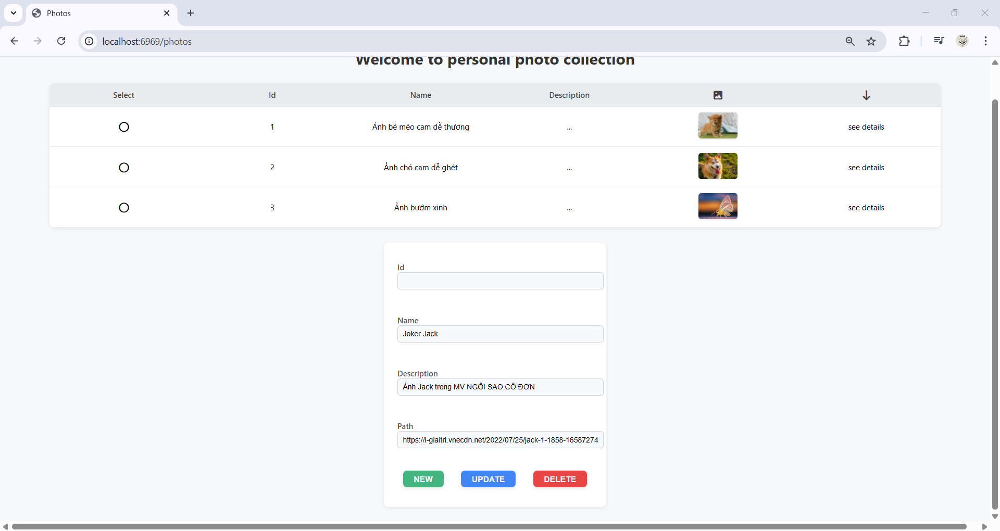 Photos
localhost:6969/photos
Welcome to personal photo collection
Select Id Name Description
1 Ảnh bé mèo cam dễ thương ... see details
2 Ảnh chó cam dễ ghét ... see details
3 Ảnh bướm xinh ... see details
Id
Name
Joker Jack
Description
Ảnh Jack trong MV NGÔI SAO CÔ ĐƠN
Path
https://i-giaitri.vnecdn.net/2022/07/25/jack-1-1858-16587274
NEW UPDATE DELETE